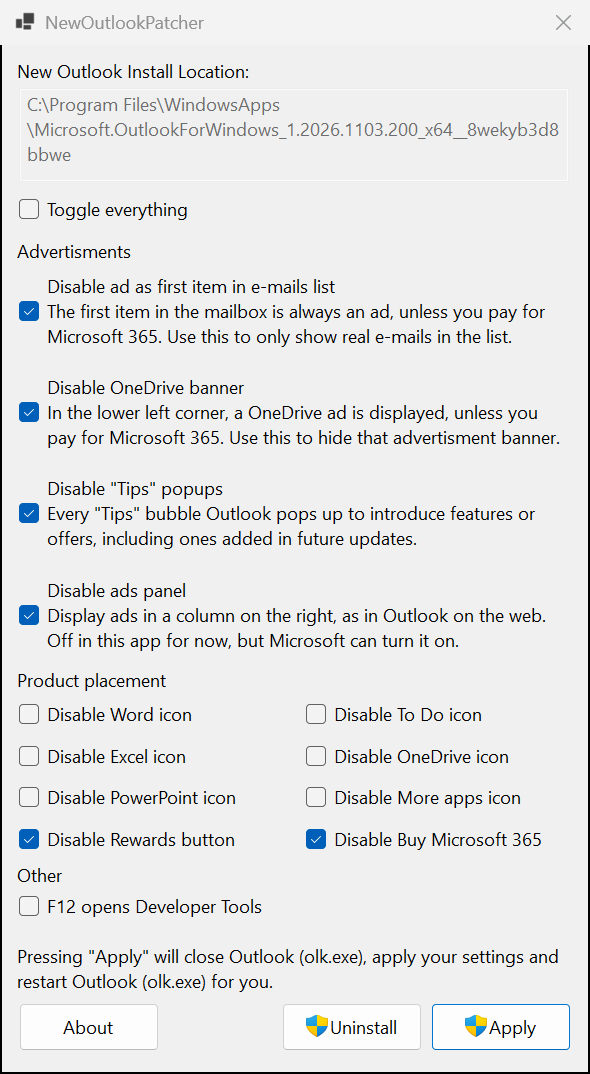 NewOutlookPatcher
New Outlook Install Location:
C:\Program Files\WindowsApps
\Microsoft.OutlookForWindows_1.2026.1103.200_x64__8wekyb3d8
bbwe
Toggle everything
Advertisments
Disable ad as first item in e-mails list
The first item in the mailbox is always an ad, unless you pay for
Microsoft 365. Use this to only show real e-mails in the list.
Disable OneDrive banner
In the lower left corner, a OneDrive ad is displayed, unless you
pay for Microsoft 365. Use this to hide that advertisment banner.
Disable "Tips" popups
Every "Tips" bubble Outlook pops up to introduce features or
offers, including ones added in future updates.
Disable ads panel
Display ads in a column on the right, as in Outlook on the web.
Off in this app for now, but Microsoft can turn it on.
Product placement
Disable Word icon
Disable To Do icon
Disable Excel icon
Disable OneDrive icon
Disable PowerPoint icon
Disable More apps icon
Disable Rewards button
Disable Buy Microsoft 365
Other
F12 opens Developer Tools
Pressing "Apply" will close Outlook (olk.exe), apply your settings and
restart Outlook (olk.exe) for you.
About
Uninstall
Apply